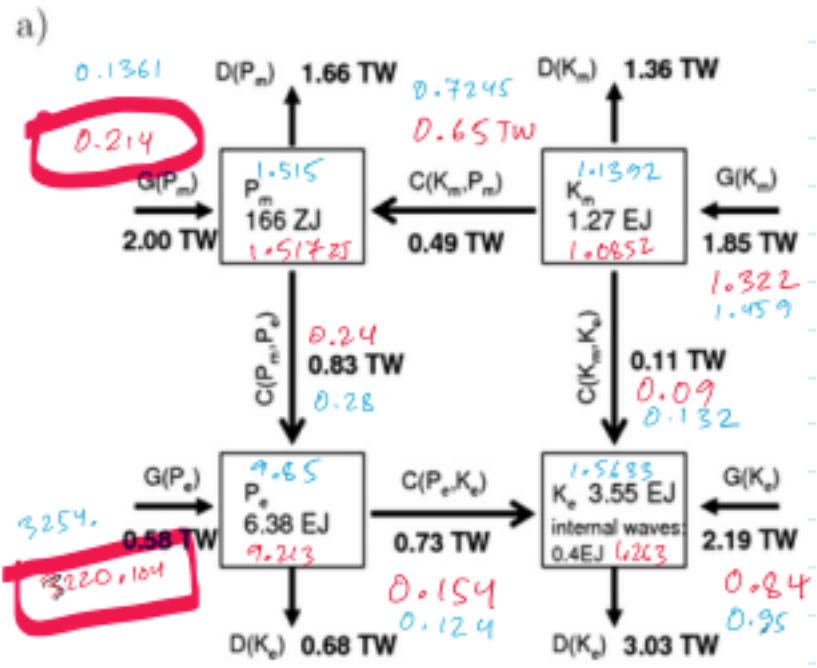 a)
0.1361
D(Pm) 1.66 TW
0.7245
D(Km) 1.36 TW
0.214
0.65 TW
G(Pm)
2.00 TW
1.515
Pm
166 ZJ
1.517 ZJ
C(Km,Pm)
0.49 TW
1.1392
Km
1.27 EJ
1.0852
G(Km)
1.85 TW
1.322
1.459
C(Pm,Pe)
0.24
0.83 TW
0.28
C(Km,Ke)
0.11 TW
0.09
0.132
G(Pe)
3254.
0.58 TW
3220.104
9.85
Pe
6.38 EJ
9.213
C(Pe,Ke)
0.73 TW
0.154
0.124
1.5633
Ke 3.55 EJ
internal waves:
0.4EJ 1.263
G(Ke)
2.19 TW
0.84
0.95
D(Ke) 0.68 TW
D(Ke) 3.03 TW